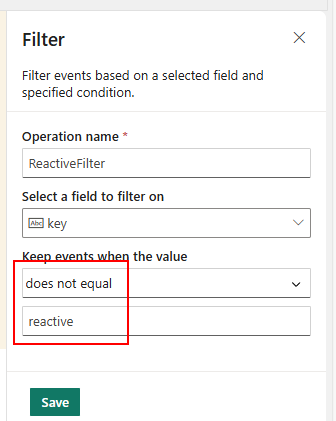 Filter
Filter events based on a selected field and
specified condition.
Operation name *
ReactiveFilter
Select a field to filter on
Abc key
Keep events when the value
does not equal
reactive
Save